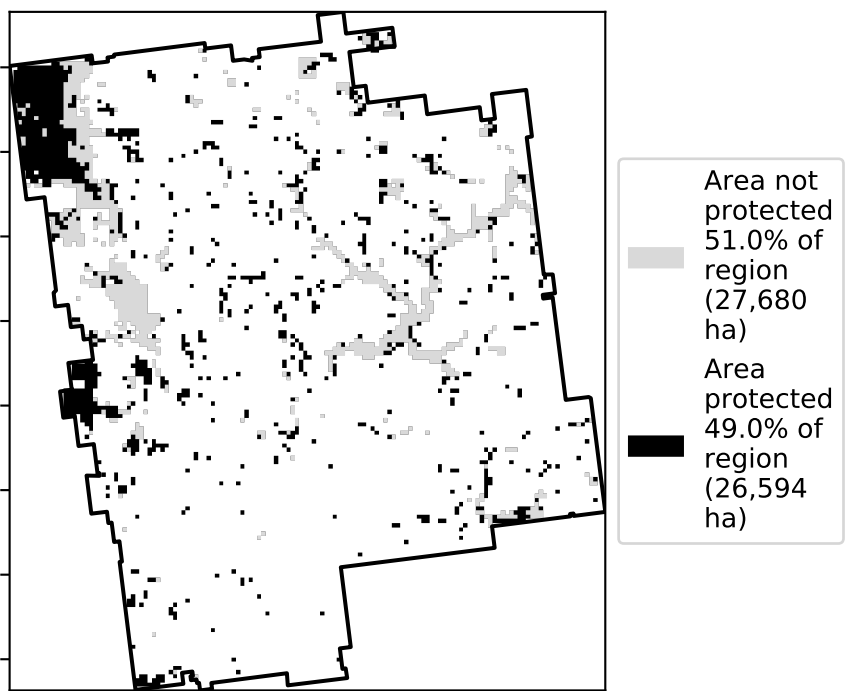 Area not
protected
51.0% of
region
(27,680
ha)
Area
protected
49.0% of
region
(26,594
ha)